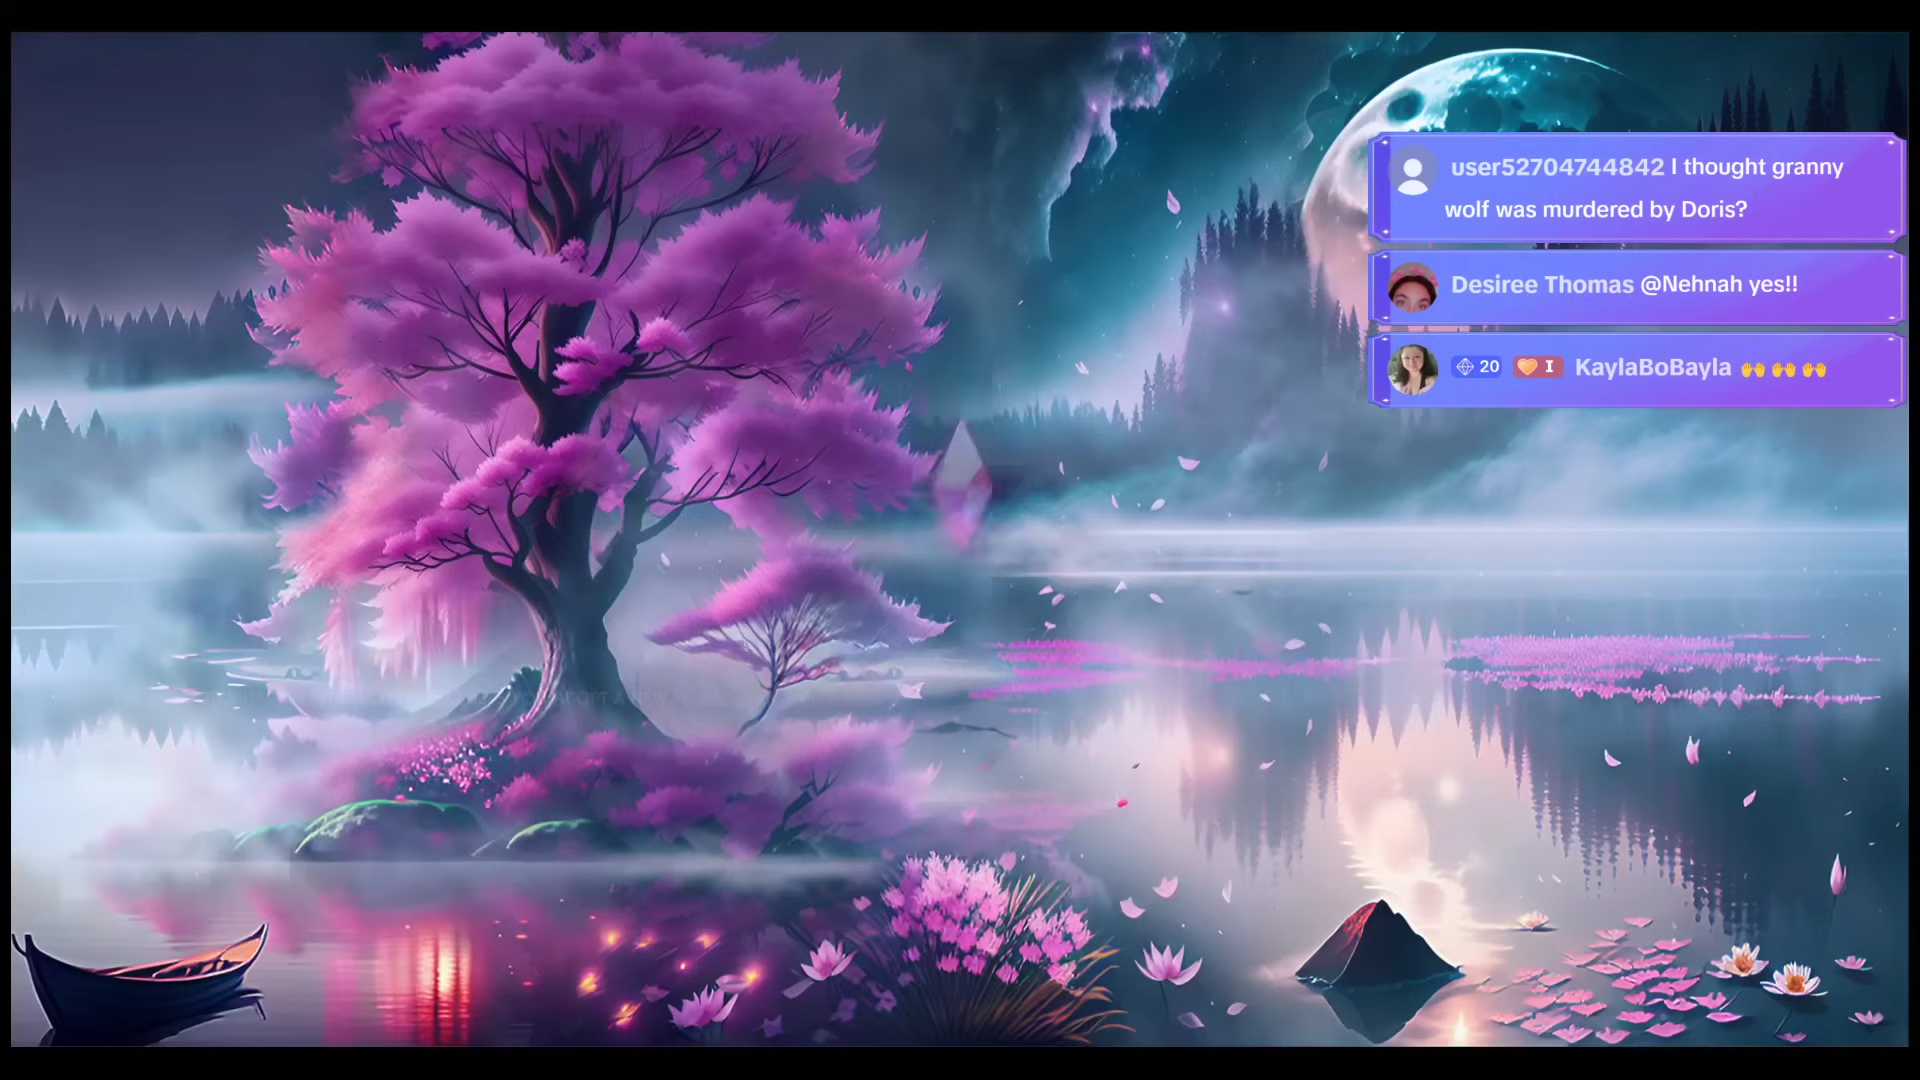 user52704744842 I thought granny
wolf was murdered by Doris?
Desiree Thomas @Nehnah yes!!
20 I KaylaBoBayla 🙌 🙌 🙌